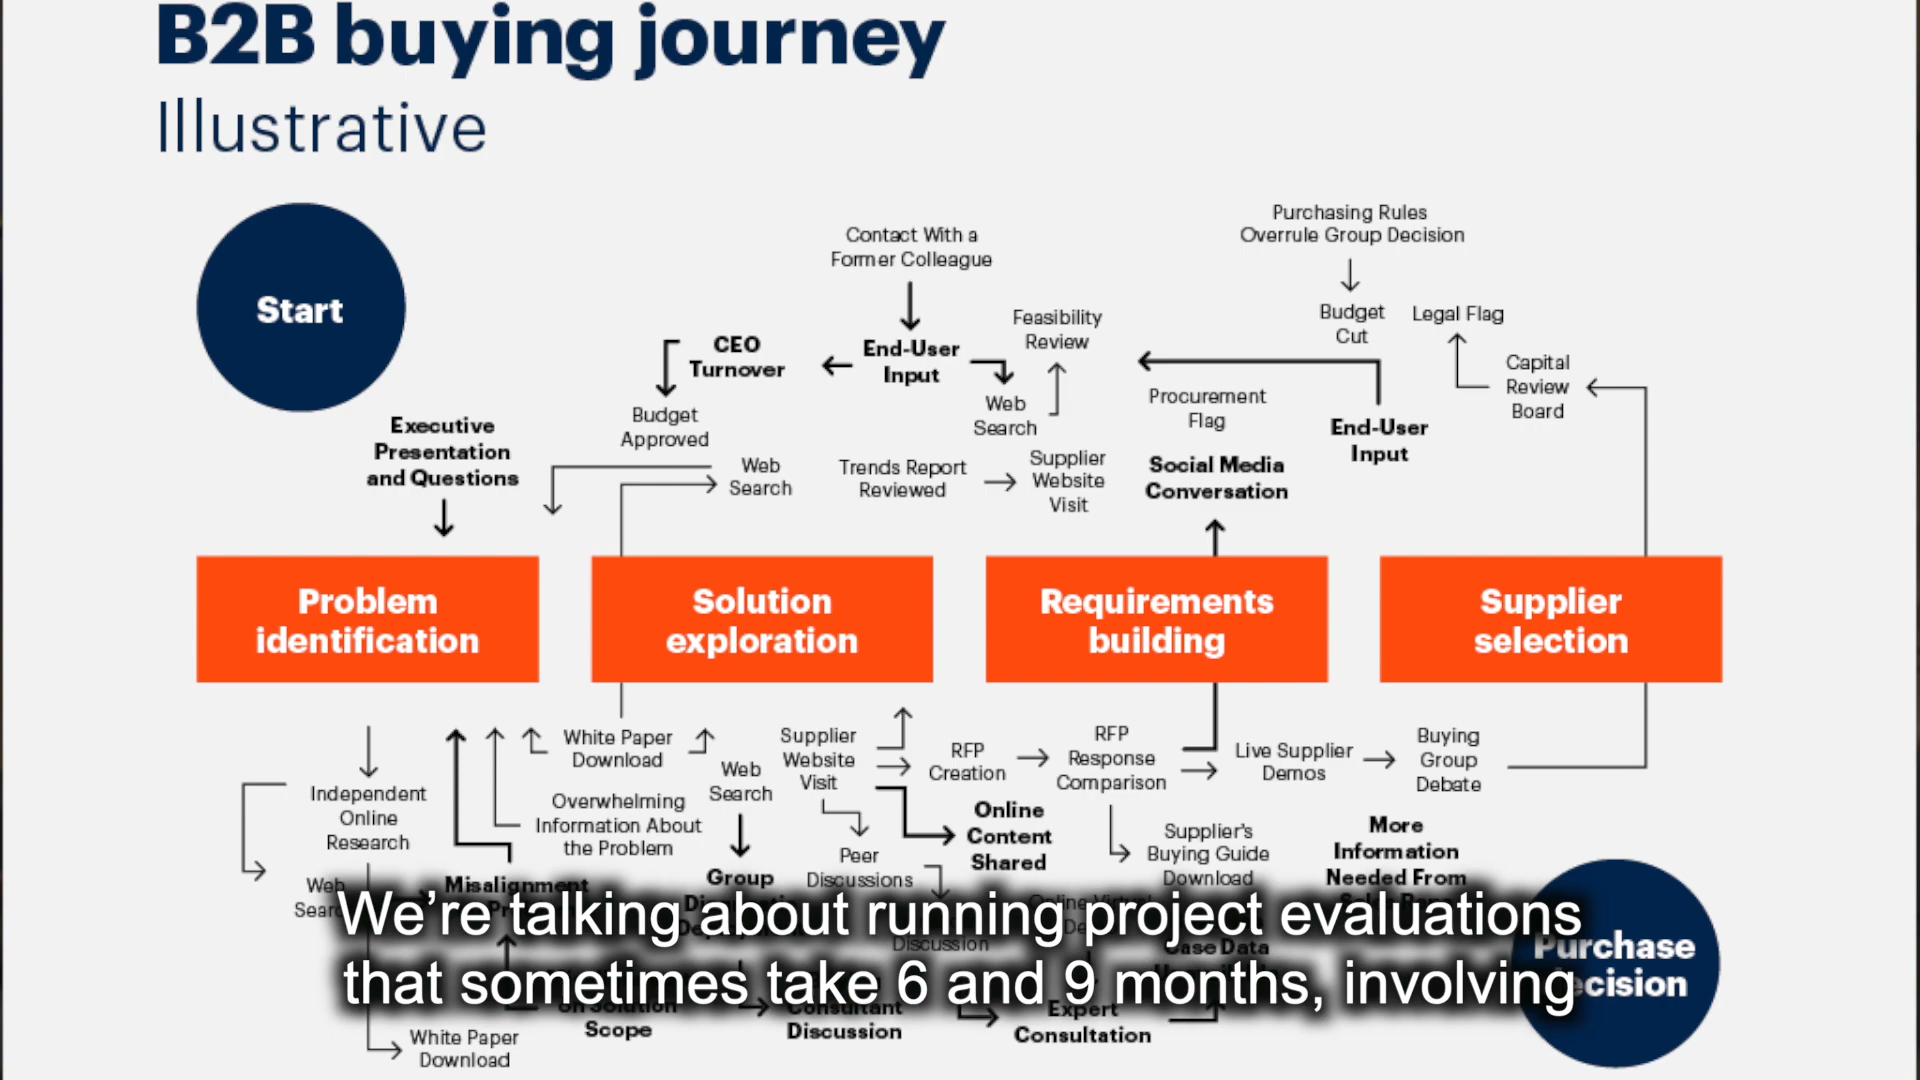 B2B buying journey
Illustrative
Start
Contact With a
Former Colleague
Purchasing Rules
Overrule Group Decision
Feasibility
Review
Budget
Cut
Legal Flag
CEO
Turnover
End-User
Input
Capital
Review
Board
Budget
Approved
Web
Search
Procurement
Flag
End-User
Input
Executive
Presentation
and Questions
Web
Search
Trends Report
Reviewed
Supplier
Website
Visit
Social Media
Conversation
Problem
identification
Solution
exploration
Requirements
building
Supplier
selection
White Paper
Download
Supplier
Website
Visit
RFP
Creation
RFP
Response
Comparison
Live Supplier
Demos
Buying
Group
Debate
Independent
Online
Research
Web
Search
Overwhelming
Information About
the Problem
Online
Content
Shared
Supplier's
Buying Guide
Download
More
Information
Needed From
Peer
Discussions
Group
Misalignment
Web
We're talking about running project evaluations
that sometimes take 6 and 9 months, involving
Discussion
Purchase
Scope
Consultant
Discussion
Expert
Consultation
White Paper
Download